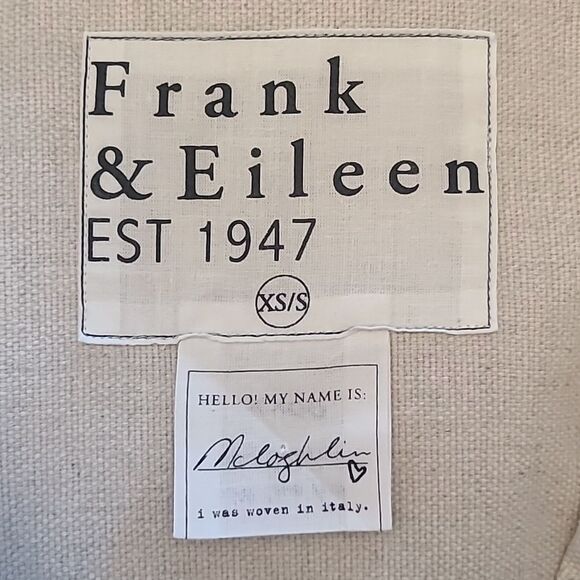 Frank
& Eileen
EST 1947
XS/S
HELLO! MY NAME IS:
McLoghlin
i was woven in italy.